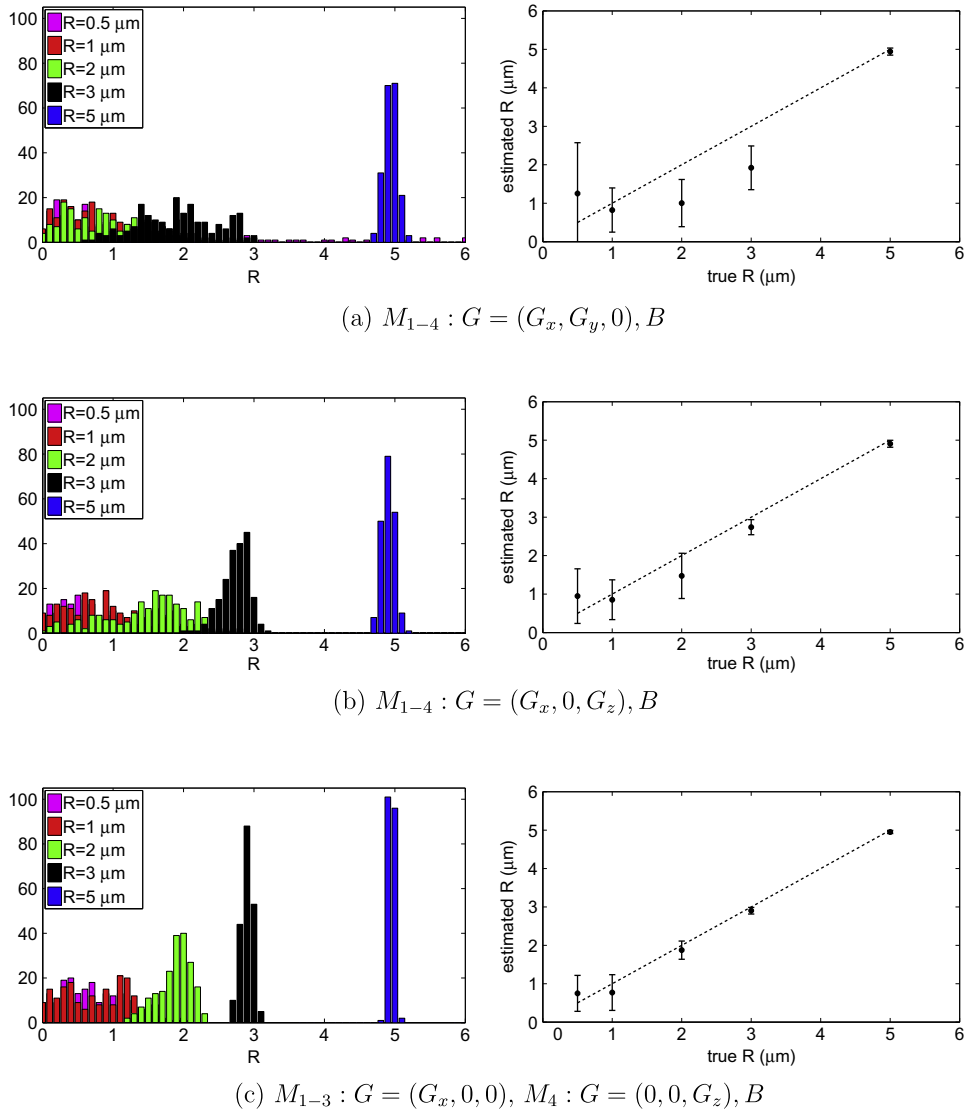 100
80
60
40
20
0
R=0.5 μm
R=1 μm
R=2 μm
R=3 μm
R=5 μm
0 1 2 3 4 5 6
R
6
5
4
3
2
1
0
estimated R (μm)
0 1 2 3 4 5 6
true R (μm)
(a) M₁₋₄ : G = (Gₓ, G_y, 0), B
100
80
60
40
20
0
R=0.5 μm
R=1 μm
R=2 μm
R=3 μm
R=5 μm
0 1 2 3 4 5 6
R
6
5
4
3
2
1
0
estimated R (μm)
0 1 2 3 4 5 6
true R (μm)
(b) M₁₋₄ : G = (Gₓ, 0, G_z), B
100
80
60
40
20
0
R=0.5 μm
R=1 μm
R=2 μm
R=3 μm
R=5 μm
0 1 2 3 4 5 6
R
6
5
4
3
2
1
0
estimated R (μm)
0 1 2 3 4 5 6
true R (μm)
(c) M₁₋₃ : G = (Gₓ, 0, 0), M₄ : G = (0, 0, G_z), B